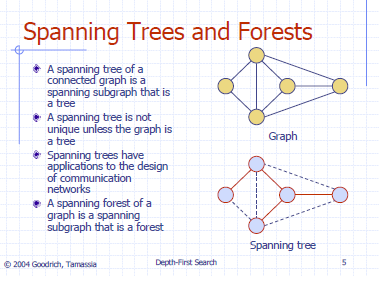 Spanning Trees and Forests
A spanning tree of a
connected graph is a
spanning subgraph that is
a tree
A spanning tree is not
unique unless the graph is
a tree
Spanning trees have
applications to the design
of communication
networks
A spanning forest of a
graph is a spanning
subgraph that is a forest
Graph
Spanning tree
© 2004 Goodrich, Tamassia
Depth-First Search
5